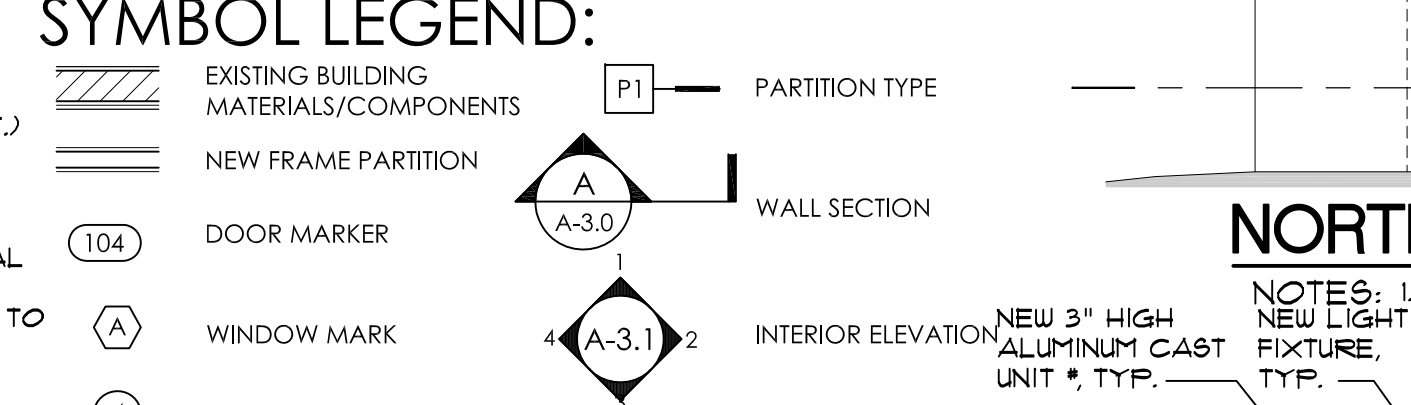 SYMBOL LEGEND:
EXISTING BUILDING
MATERIALS/COMPONENTS
NEW FRAME PARTITION
104
DOOR MARKER
A
WINDOW MARK
P1
PARTITION TYPE
A
A-3.0
WALL SECTION
1
4
A-3.1
2
INTERIOR ELEVATION
TO
NOTES: 1.
NEW 3" HIGH
ALUMINUM CAST
UNIT #, TYP.
NEW LIGHT
FIXTURE,
TYP.